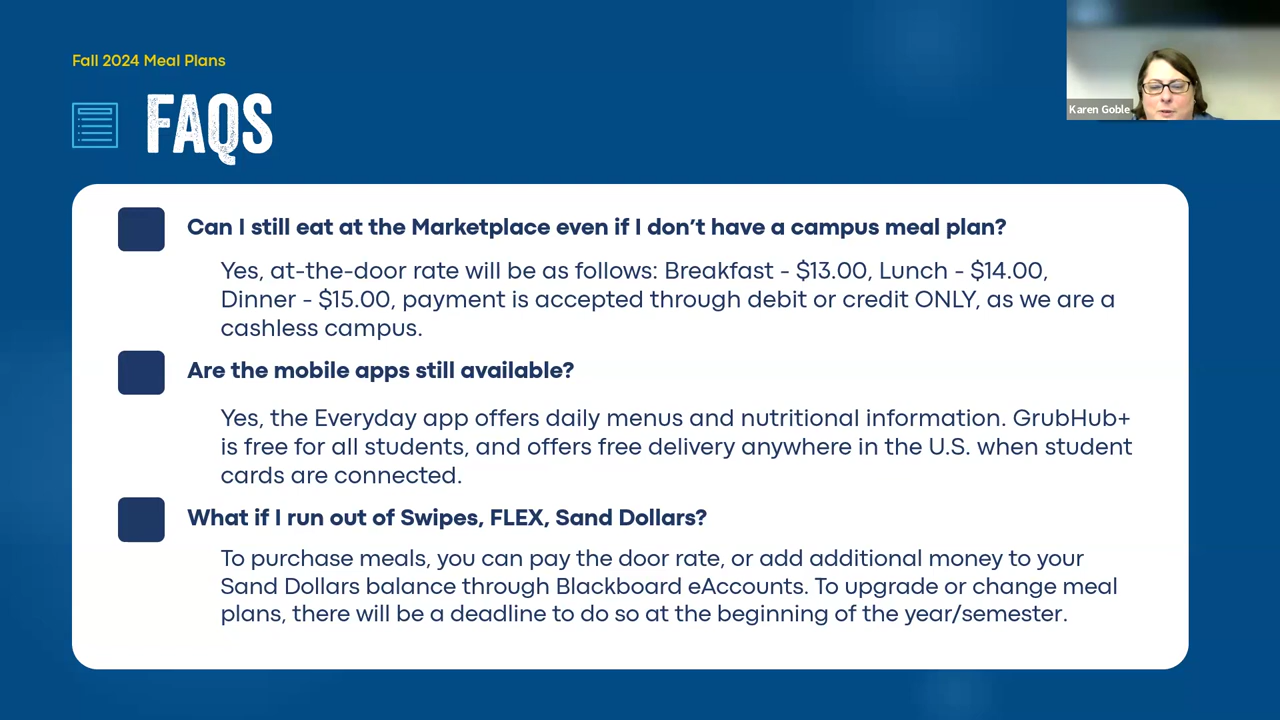 Fall 2024 Meal Plans
Karen Goble
FAQS
Can I still eat at the Marketplace even if I don’t have a campus meal plan?
Yes, at-the-door rate will be as follows: Breakfast - $13.00, Lunch - $14.00,
Dinner - $15.00, payment is accepted through debit or credit ONLY, as we are a
cashless campus.
Are the mobile apps still available?
Yes, the Everyday app offers daily menus and nutritional information. GrubHub+
is free for all students, and offers free delivery anywhere in the U.S. when student
cards are connected.
What if I run out of Swipes, FLEX, Sand Dollars?
To purchase meals, you can pay the door rate, or add additional money to your
Sand Dollars balance through Blackboard eAccounts. To upgrade or change meal
plans, there will be a deadline to do so at the beginning of the year/semester.